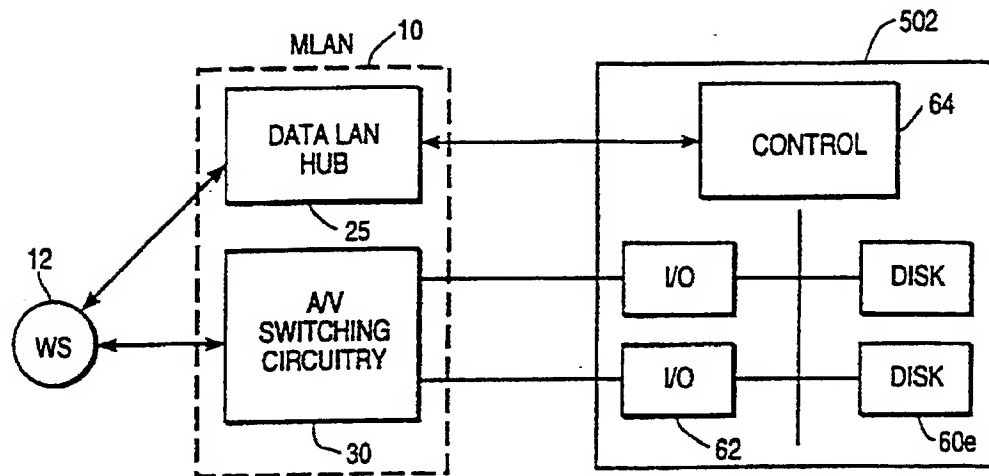 MLAN
10
502
DATA LAN
HUB
25
CONTROL
64
12
WS
A/V
SWITCHING
CIRCUITRY
30
I/O
DISK
I/O
62
DISK
60e